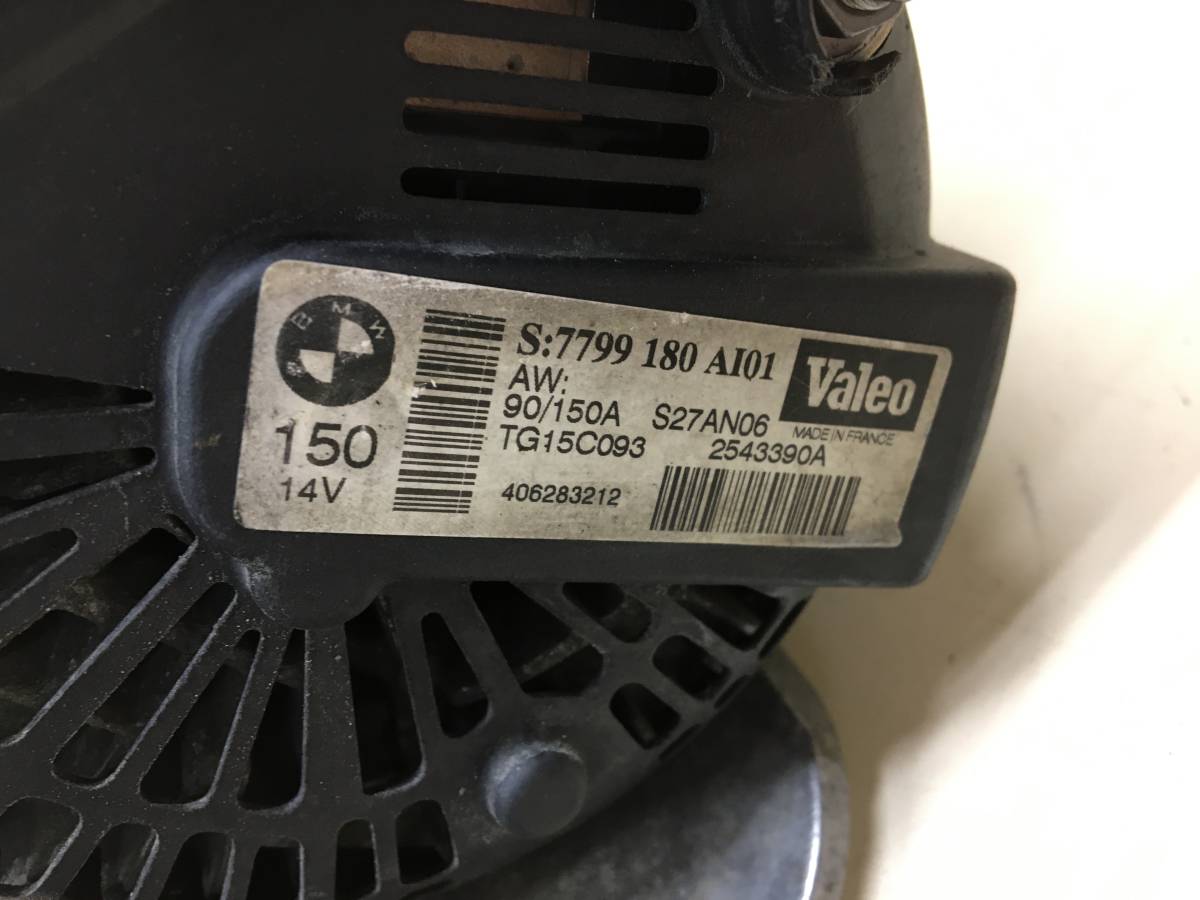 BMW
150
14V
S:7799 180 AI01
AW:
90/150A S27AN06
TG15C093 2543390A
406283212
Valeo
MADE IN FRANCE